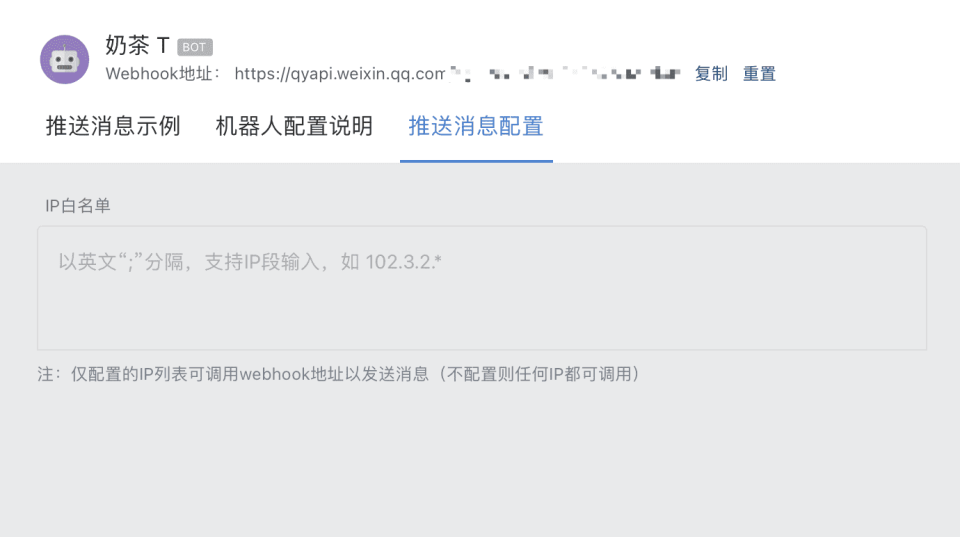 奶茶 T BOT
Webhook地址： https://qyapi.weixin.qq.com 复制 重置
推送消息示例 机器人配置说明 推送消息配置
IP白名单
以英文“;”分隔，支持IP段输入，如 102.3.2.*
注：仅配置的IP列表可调用webhook地址以发送消息（不配置则任何IP都可调用）